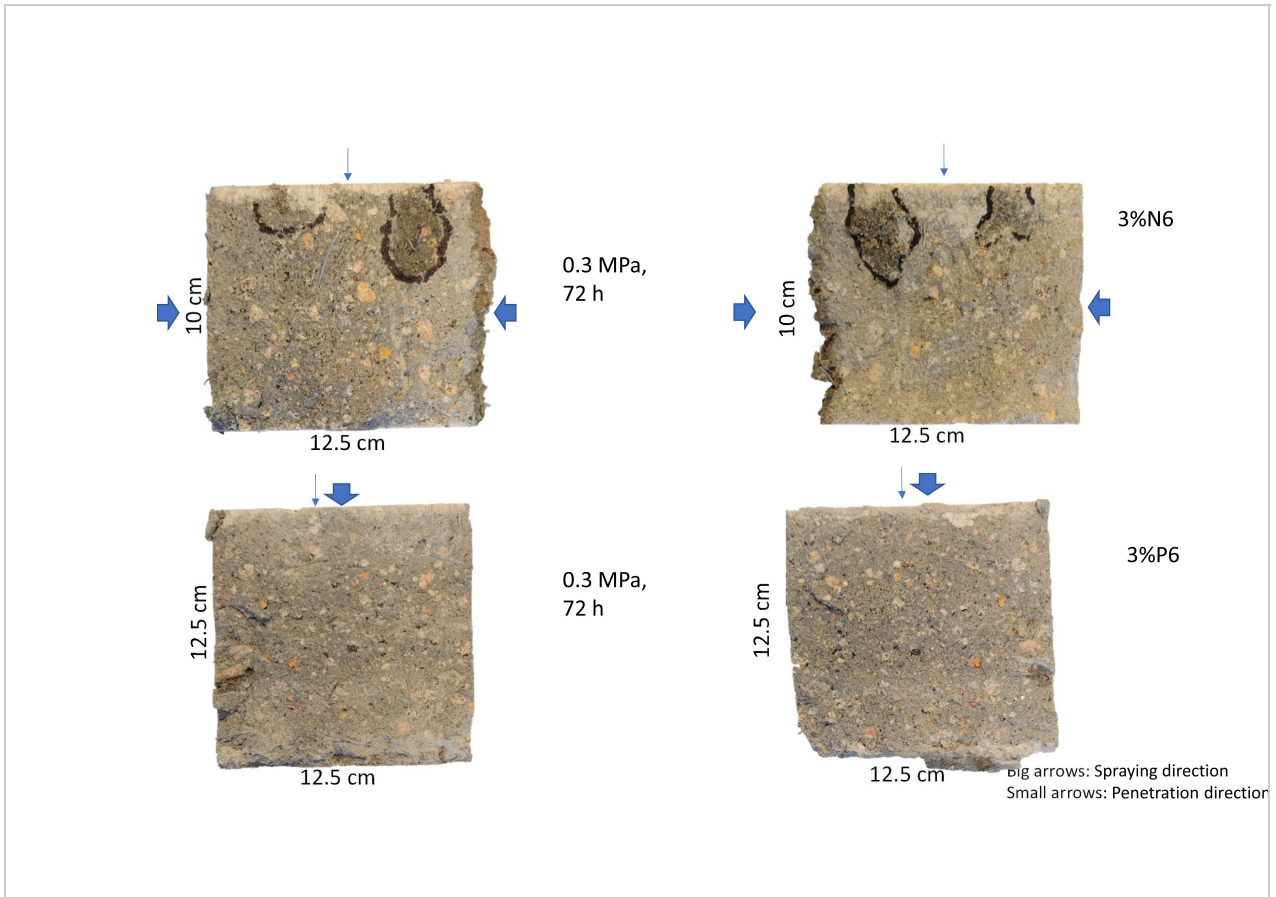 3%N6
0.3 MPa,
72 h
10 cm
10 cm
12.5 cm
12.5 cm
3%P6
0.3 MPa,
72 h
12.5 cm
12.5 cm
12.5 cm
12.5 cm
Big arrows: Spraying direction
Small arrows: Penetration direction